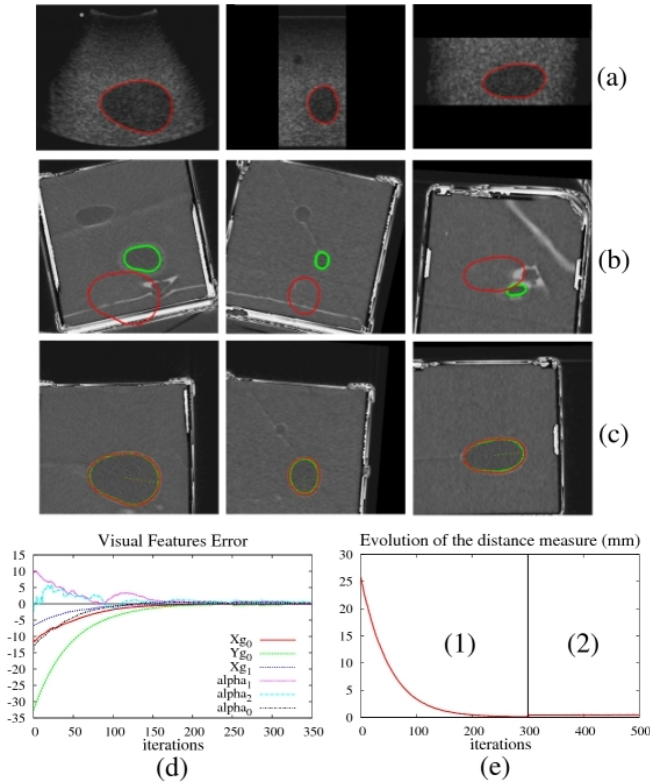 (a)
(b)
(c)
Visual Features Error
15
10
5
0
-5
-10
-15
-20
-25
-30
-35
Xg0
Yg0
Xg1
alpha1
alpha2
alpha0
0 50 100 150 200 250 300 350
iterations
(d)
Evolution of the distance measure (mm)
30
25
20
15
10
5
0
(1)
(2)
0 100 200 300 400 500
iterations
(e)